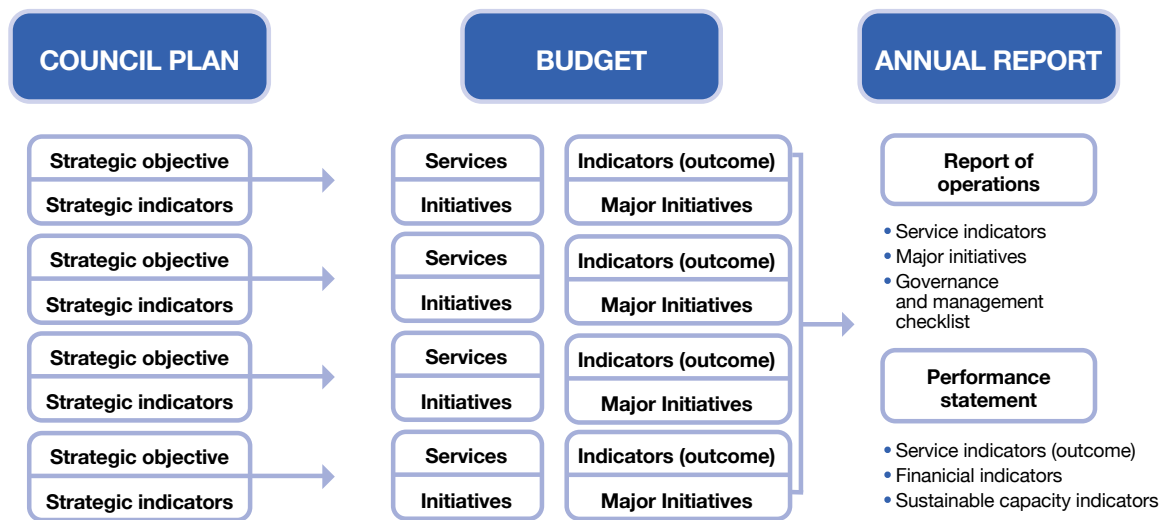 COUNCIL PLAN
BUDGET
ANNUAL REPORT
Strategic objective
Strategic indicators
Strategic objective
Strategic indicators
Strategic objective
Strategic indicators
Strategic objective
Strategic indicators
Services
Initiatives
Indicators (outcome)
Major Initiatives
Services
Initiatives
Indicators (outcome)
Major Initiatives
Services
Initiatives
Indicators (outcome)
Major Initiatives
Services
Initiatives
Indicators (outcome)
Major Initiatives
Report of
operations
• Service indicators
• Major initiatives
• Governance
and management
checklist
Performance
statement
• Service indicators (outcome)
• Financicial indicators
• Sustainable capacity indicators